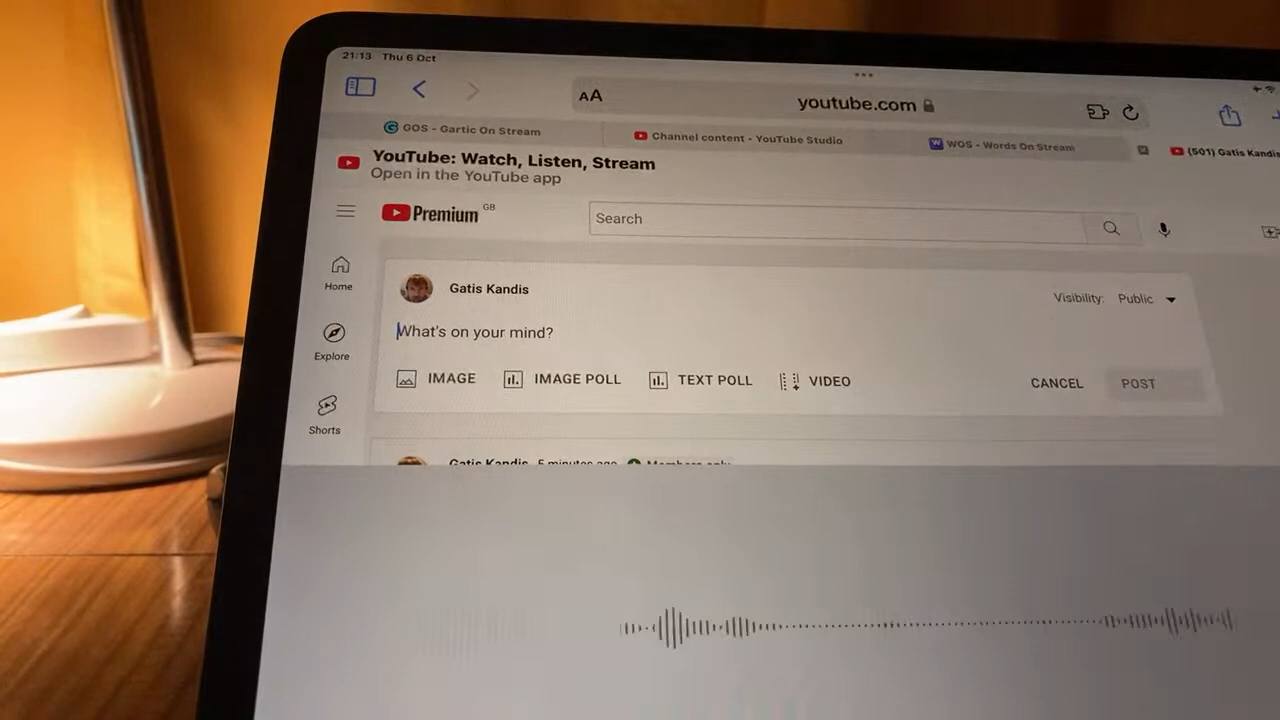 21:13 Thu 6 Oct
AA youtube.com
GOS - Gartic On Stream
Channel content - YouTube Studio
WOS - Words On Stream
(501) Gatis Kandis
YouTube: Watch, Listen, Stream
Open in the YouTube app
Premium GB
Search
Home
Explore
Shorts
Gatis Kandis
Visibility: Public
What's on your mind?
IMAGE
IMAGE POLL
TEXT POLL
VIDEO
CANCEL
POST
Gatis Kandis 5 minutes ago Members only